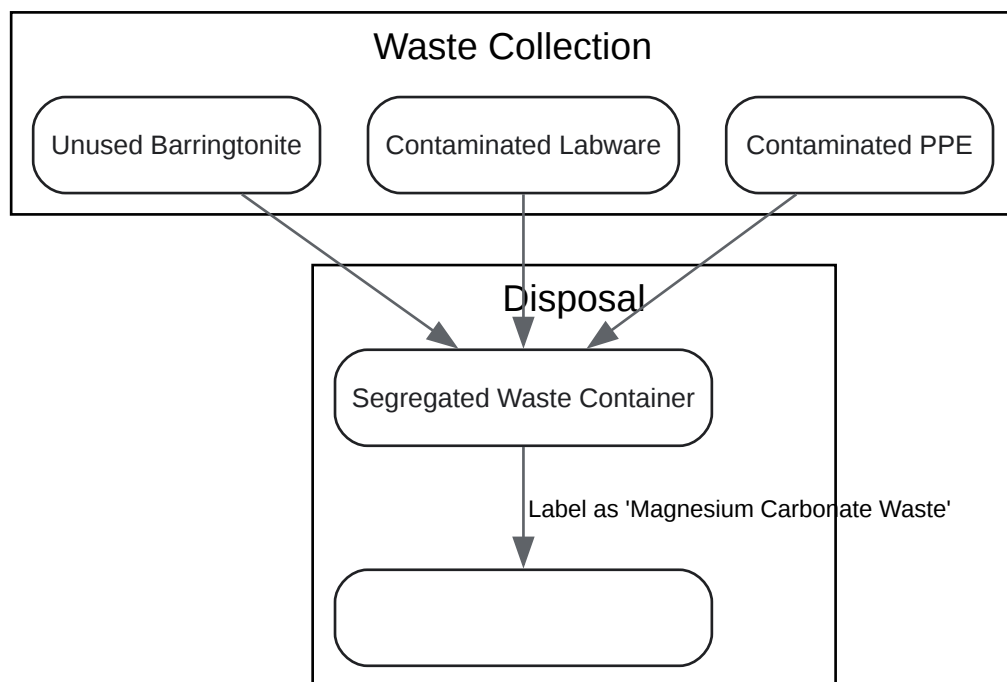 Waste Collection
Unused Barringtonite
Contaminated Labware
Contaminated PPE
Disposal
Segregated Waste Container
Label as 'Magnesium Carbonate Waste'